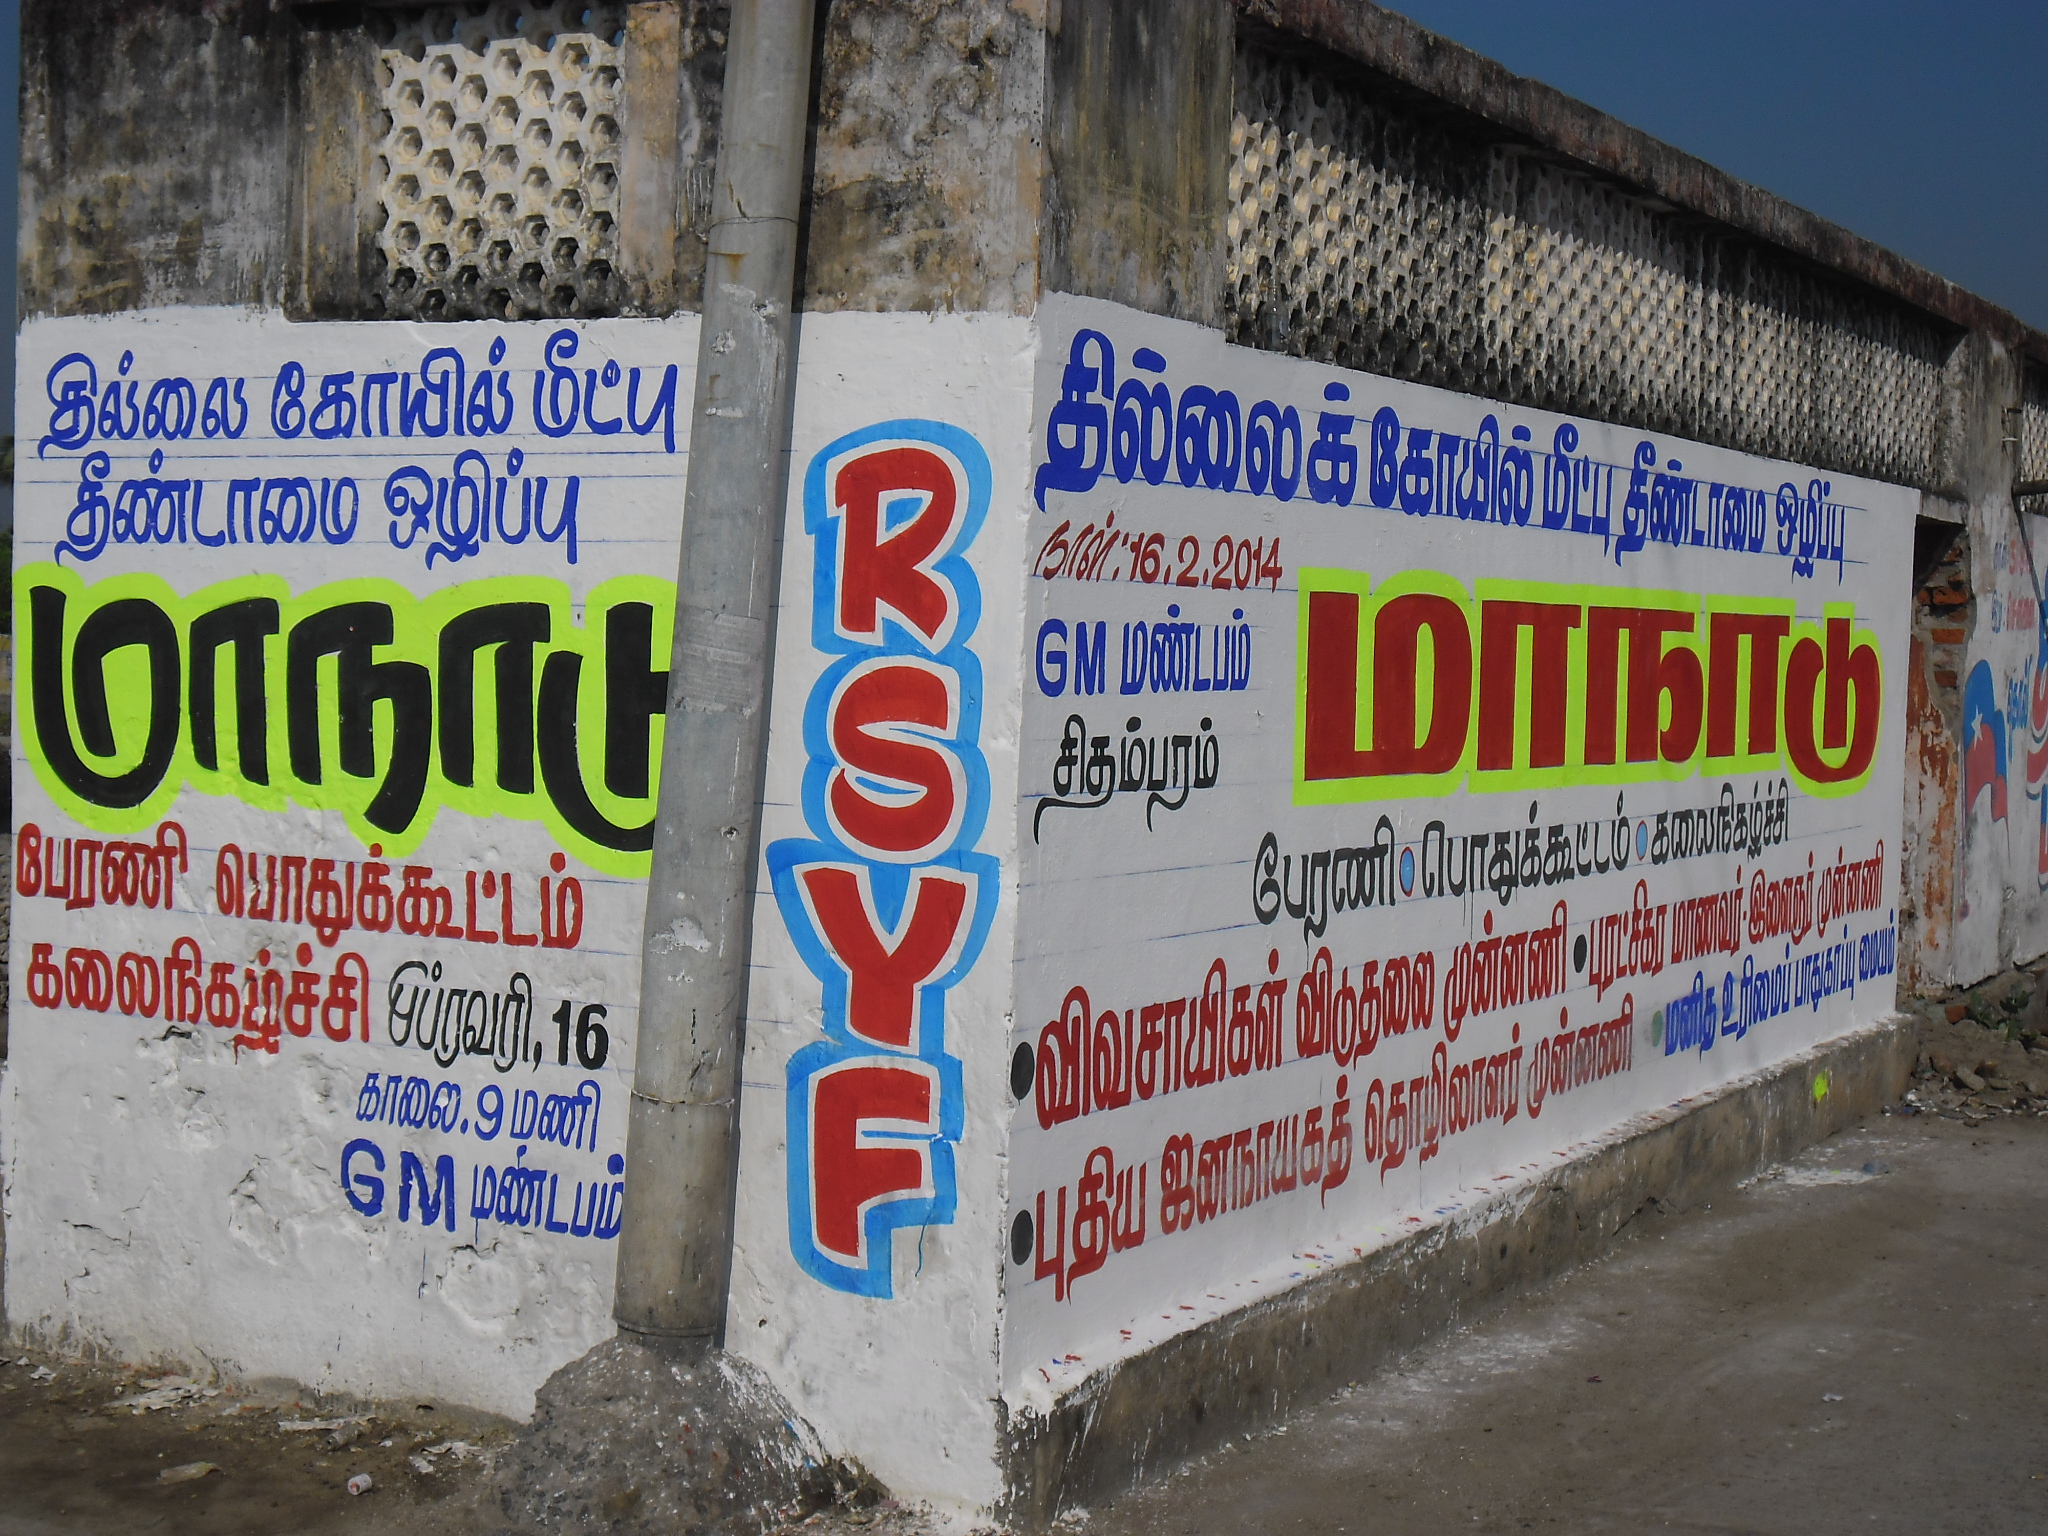 தில்லை கோயில் மீட்பு
தீண்டாமை ஒழிப்பு
மாநாடு
பேரணி பொதுக்கூட்டம்
கலைநிகழ்ச்சி பிப்ரவரி, 16
காலை. 9 மணி
GM மண்டபம்
RSYF
தில்லைக் கோயில் மீட்பு தீண்டாமை ஒழிப்பு
நாள்: 16.2.2014
GM மண்டபம்
சிதம்பரம்
மாநாடு
பேரணி • பொதுக்கூட்டம் • கலைநிகழ்ச்சி
• விவசாயிகள் விடுதலை முன்னணி • புரட்சிகர மாணவர்-இளைஞர் முன்னணி
• புதிய ஜனநாயகத் தொழிலாளர் முன்னணி • மனித உரிமைப் பாதுகாப்பு மையம்